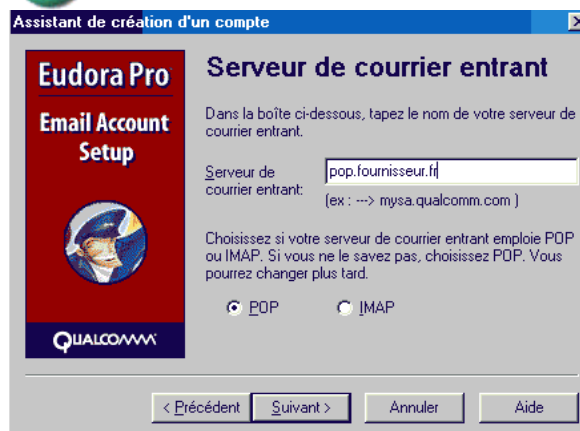 Assistant de création d'un compte
Eudora Pro
Email Account
Setup
QUALCOMM
Serveur de courrier entrant
Dans la boîte ci-dessous, tapez le nom de votre serveur de
courrier entrant.
Serveur de
courrier entrant:
pop.fournisseur.fr
(ex : ---> mysa.qualcomm.com )
Choisissez si votre serveur de courrier entrant emploie POP
ou IMAP. Si vous ne le savez pas, choisissez POP. Vous
pourrez changer plus tard.
POP
IMAP
< Précédent
Suivant >
Annuler
Aide